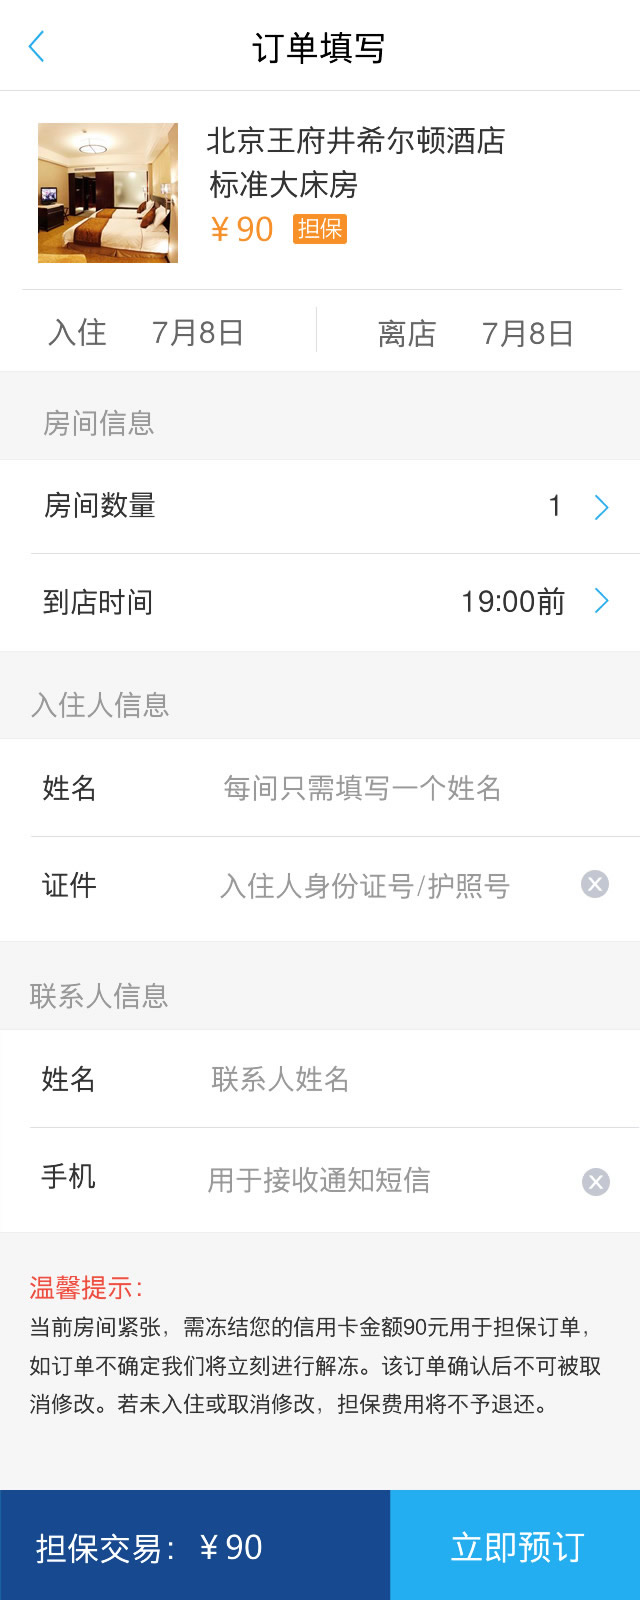 订单填写
北京王府井希尔顿酒店
标准大床房
¥ 90 担保
入住 7月8日 离店 7月8日
房间信息
房间数量 1
到店时间 19:00前
入住人信息
姓名 每间只需填写一个姓名
证件 入住人身份证号/护照号
联系人信息
姓名 联系人姓名
手机 用于接收通知短信
温馨提示：
当前房间紧张，需冻结您的信用卡金额90元用于担保订单，
如订单不确定我们将立刻进行解冻。该订单确认后不可被取
消修改。若未入住或取消修改，担保费用将不予退还。
担保交易：¥ 90 立即预订